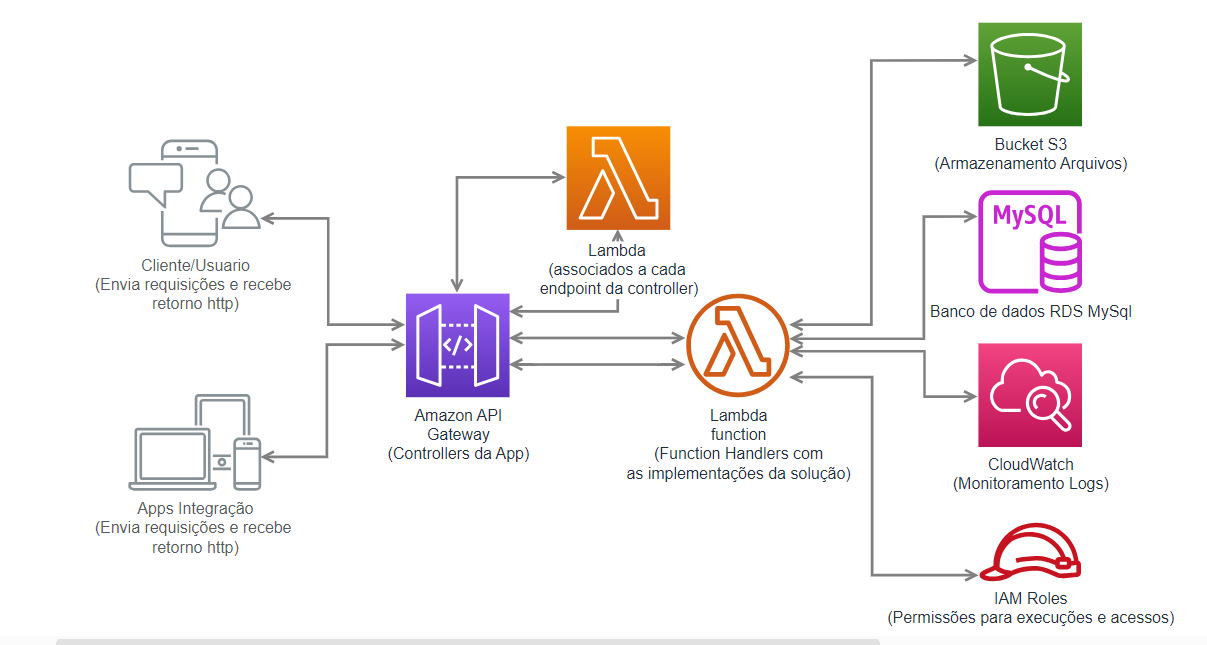 Cliente/Usuario
(Envia requisições e recebe
retorno http)
Apps Integração
(Envia requisições e recebe
retorno http)
</>
Amazon API
Gateway
(Controllers da App)
Lambda
(associados a cada
endpoint da controller)
Lambda
function
(Function Handlers com
as implementações da solução)
Bucket S3
(Armazenamento Arquivos)
MySQL
Banco de dados RDS MySql
CloudWatch
(Monitoramento Logs)
IAM Roles
(Permissões para execuções e acessos)